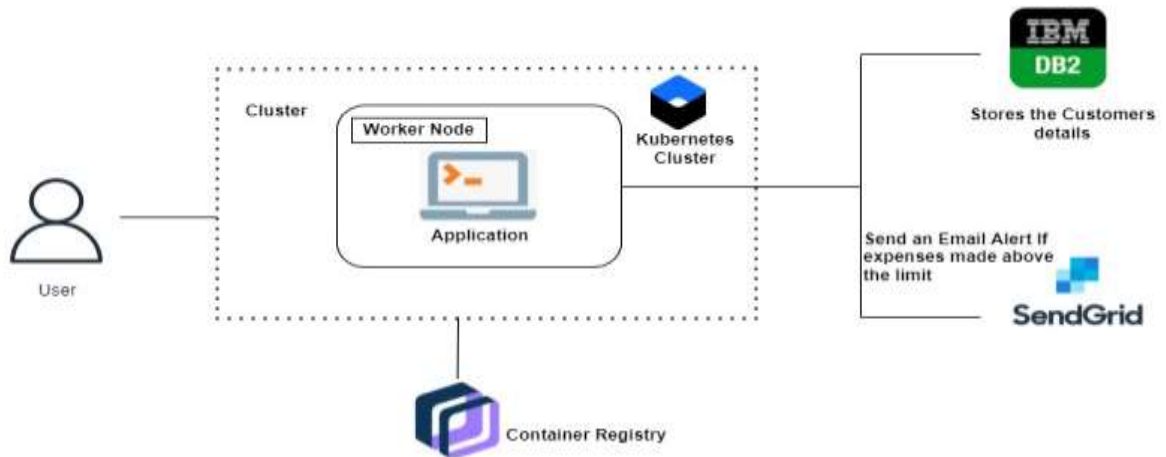 IBM
DB2
Stores the Customers
details
Cluster
Worker Node
Kubernetes
Cluster
Application
User
Send an Email Alert If
expenses made above
the limit
SendGrid
Container Registry